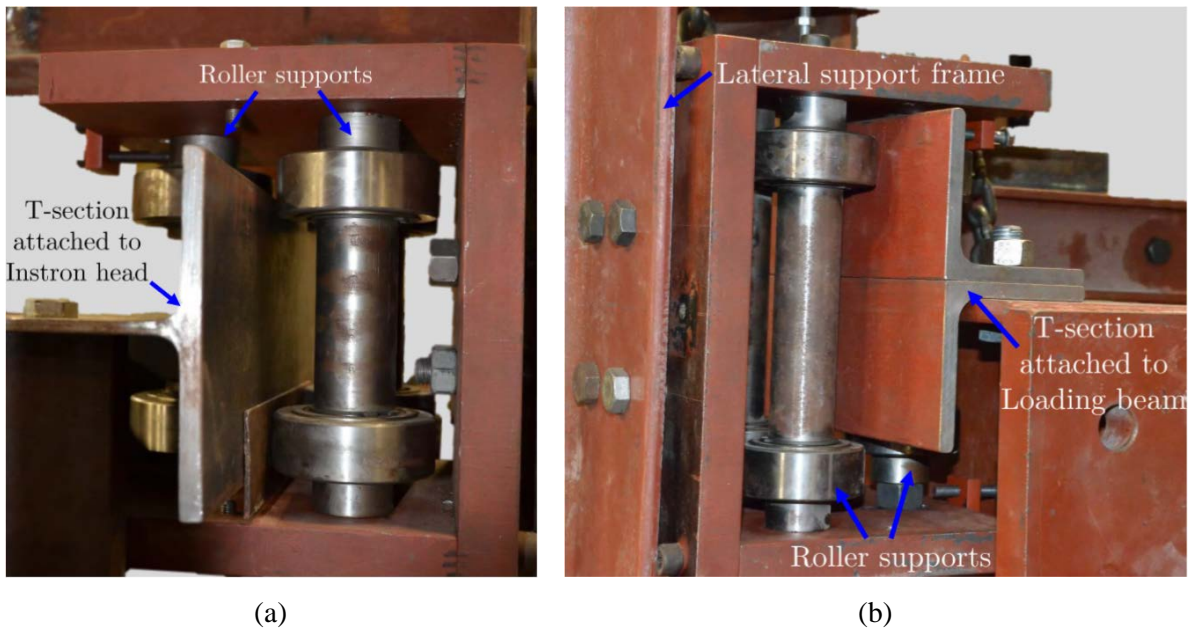 Roller supports
T-section
attached to
Instron head
Lateral support frame
T-section
attached to
Loading beam
Roller supports
(a)
(b)